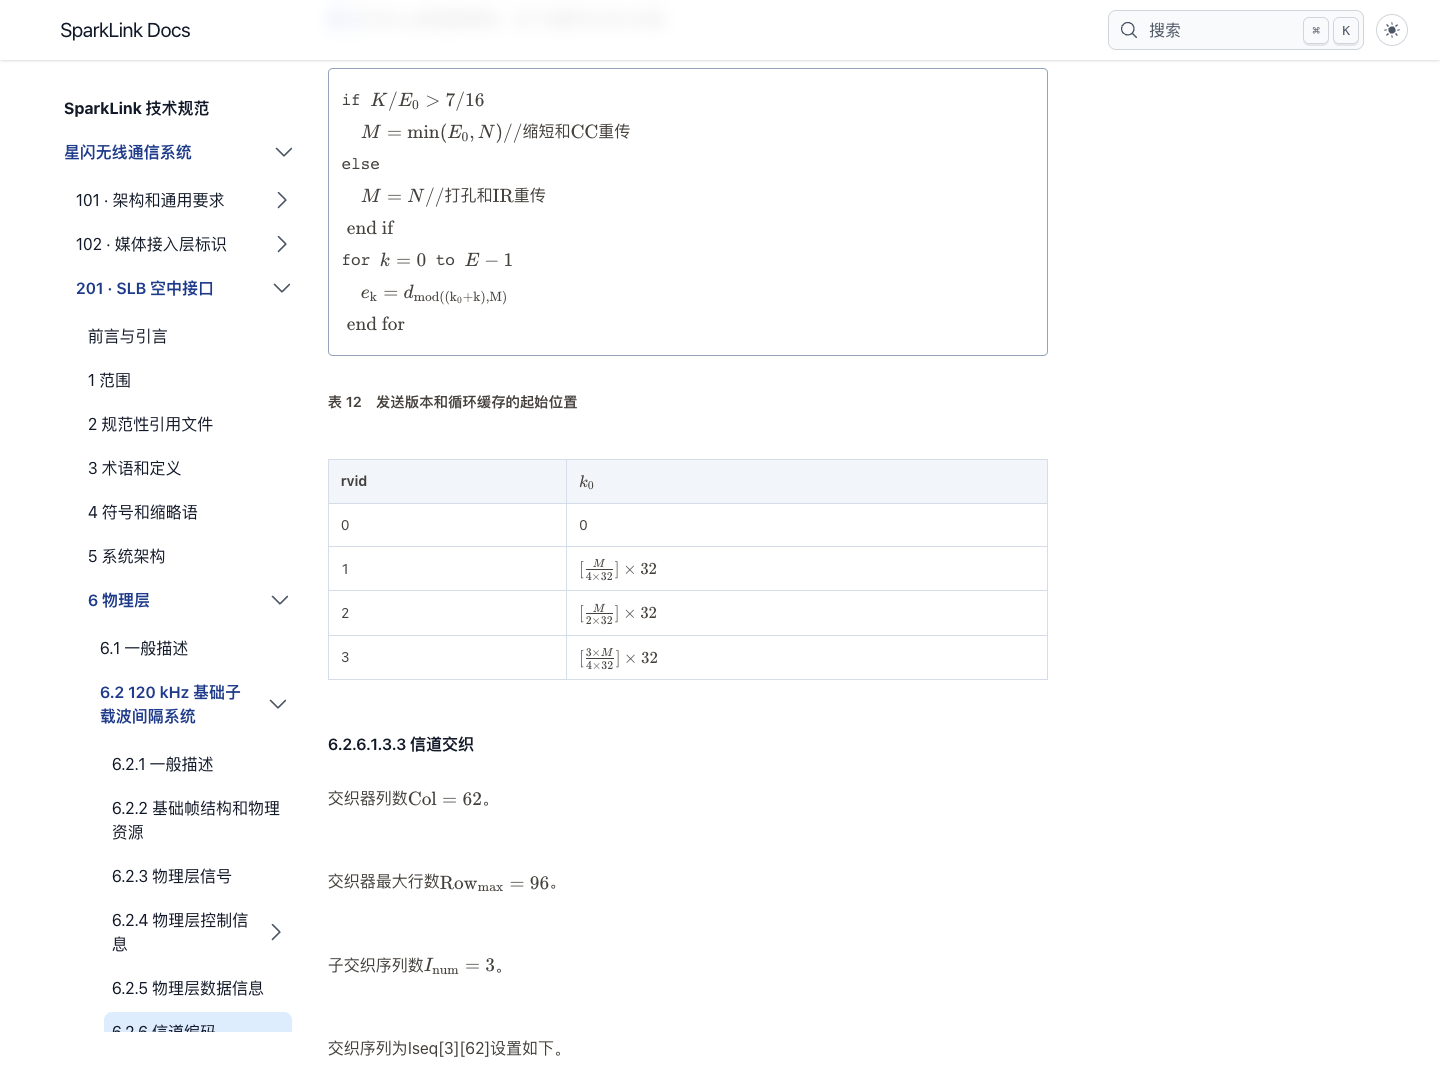 SparkLink Docs
搜索
⌘ K
SparkLink 技术规范
星闪无线通信系统
101 · 架构和通用要求
102 · 媒体接入层标识
201 · SLB 空中接口
前言与引言
1 范围
2 规范性引用文件
3 术语和定义
4 符号和缩略语
5 系统架构
6 物理层
6.1 一般描述
6.2 120 kHz 基础子
载波间隔系统
6.2.1 一般描述
6.2.2 基础帧结构和物理
资源
6.2.3 物理层信号
6.2.4 物理层控制信
息
6.2.5 物理层数据信息
6.2.6 信道编码
if K/E₀ > 7/16
M = min(E₀, N)//缩短和CC重传
else
M = N//打孔和IR重传
end if
for k = 0 to E − 1
e_k = d_mod((k₀+k),M)
end for
表 12 发送版本和循环缓存的起始位置
rvid k₀
0 0
1 [M/(4×32)] × 32
2 [M/(2×32)] × 32
3 [(3×M)/(4×32)] × 32
6.2.6.1.3.3 信道交织
交织器列数Col = 62。
交织器最大行数Row_max = 96。
子交织序列数I_num = 3。
交织序列为Iseq[3][62]设置如下。